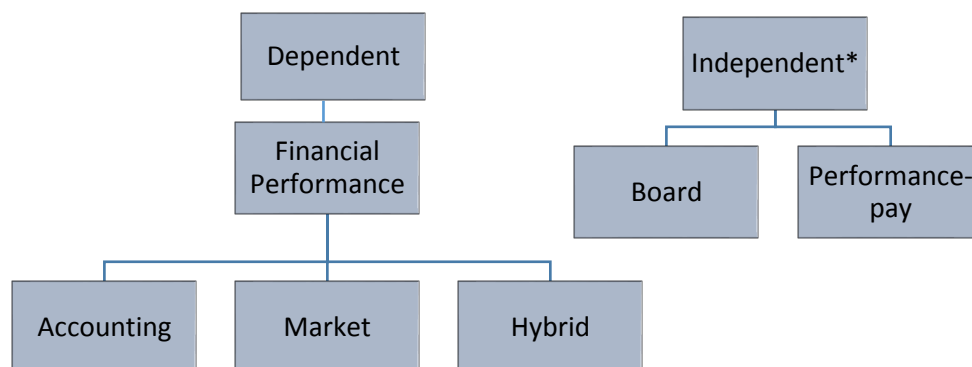 Dependent
Independent*
Financial
Performance
Board
Performance-
pay
Accounting
Market
Hybrid